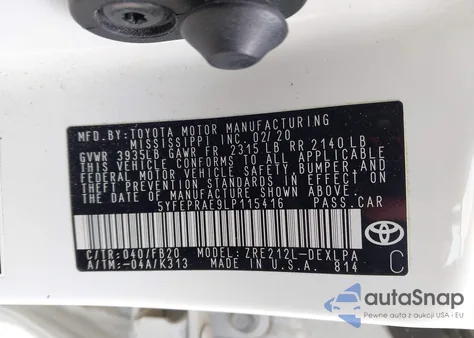 MFD.BY:TOYOTA MOTOR MANUFACTURING
MISSISSIPPI INC. 02/20
GVWR 3935LB GAWR FR 2315 LB RR 2140 LB
THIS VEHICLE CONFORMS TO ALL APPLICABLE
FEDERAL MOTOR VEHICLE SAFETY, BUMPER, AND
THEFT PREVENTION STANDARDS IN EFFECT ON
THE DATE OF MANUFACTURE SHOWN ABOVE.
5YFEPRAE9LP115416 PASS.CAR
C/TR:040/FB20 MODEL:ZRE212L-DEXLPA
A/TM:-04A/K313 MADE IN U.S.A. 814
TOYOTA
C
autoSnap
Pewne auta z aukcji USA i EU